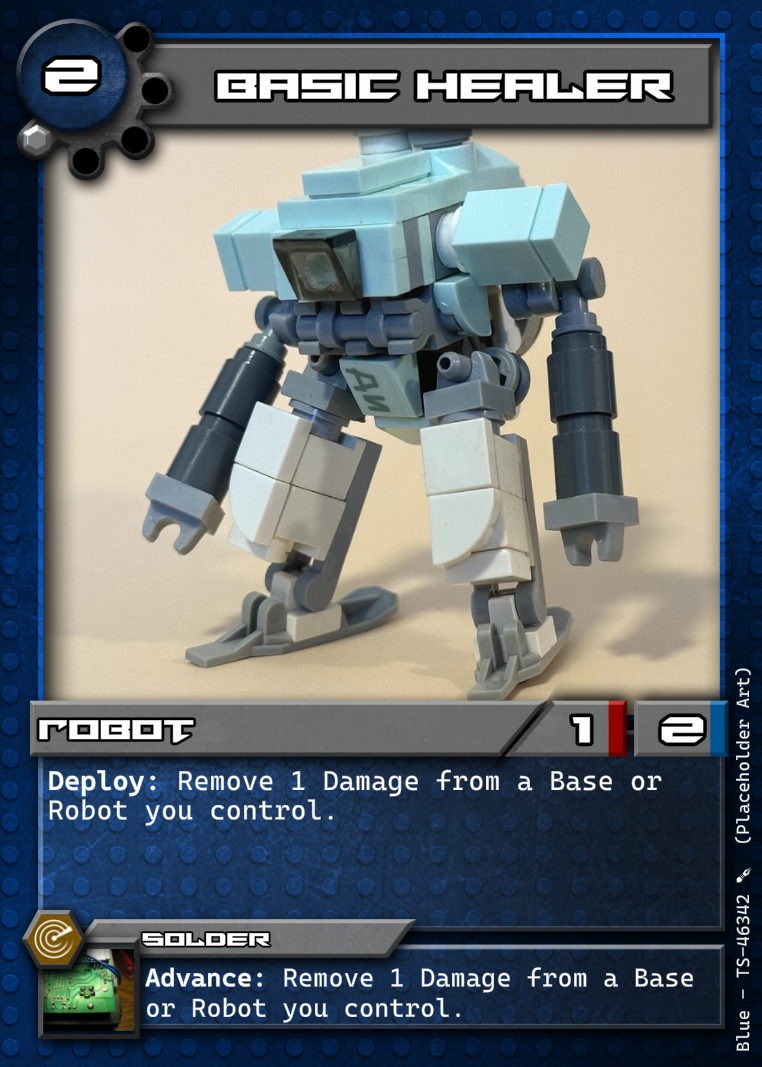 2
BASIC HEALER
ДИ
ROBOT
1
2
Deploy: Remove 1 Damage from a Base or
Robot you control.
SOLDER
Advance: Remove 1 Damage from a Base
or Robot you control.
Blue – TS-46342 ✒ (Placeholder Art)